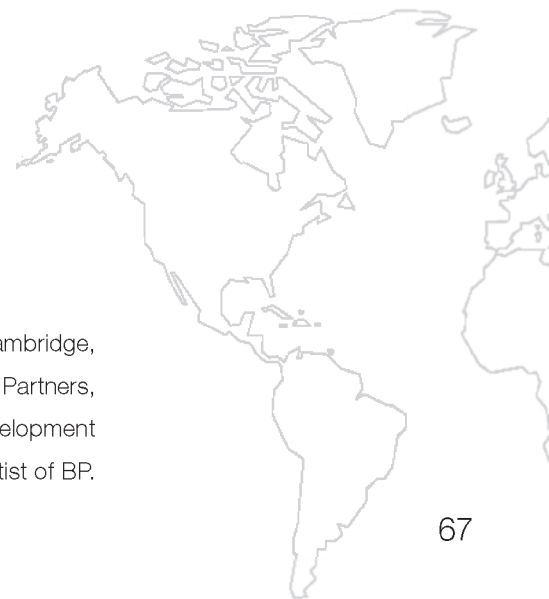 ambridge,
Partners,
elopment
tist of BP.
67